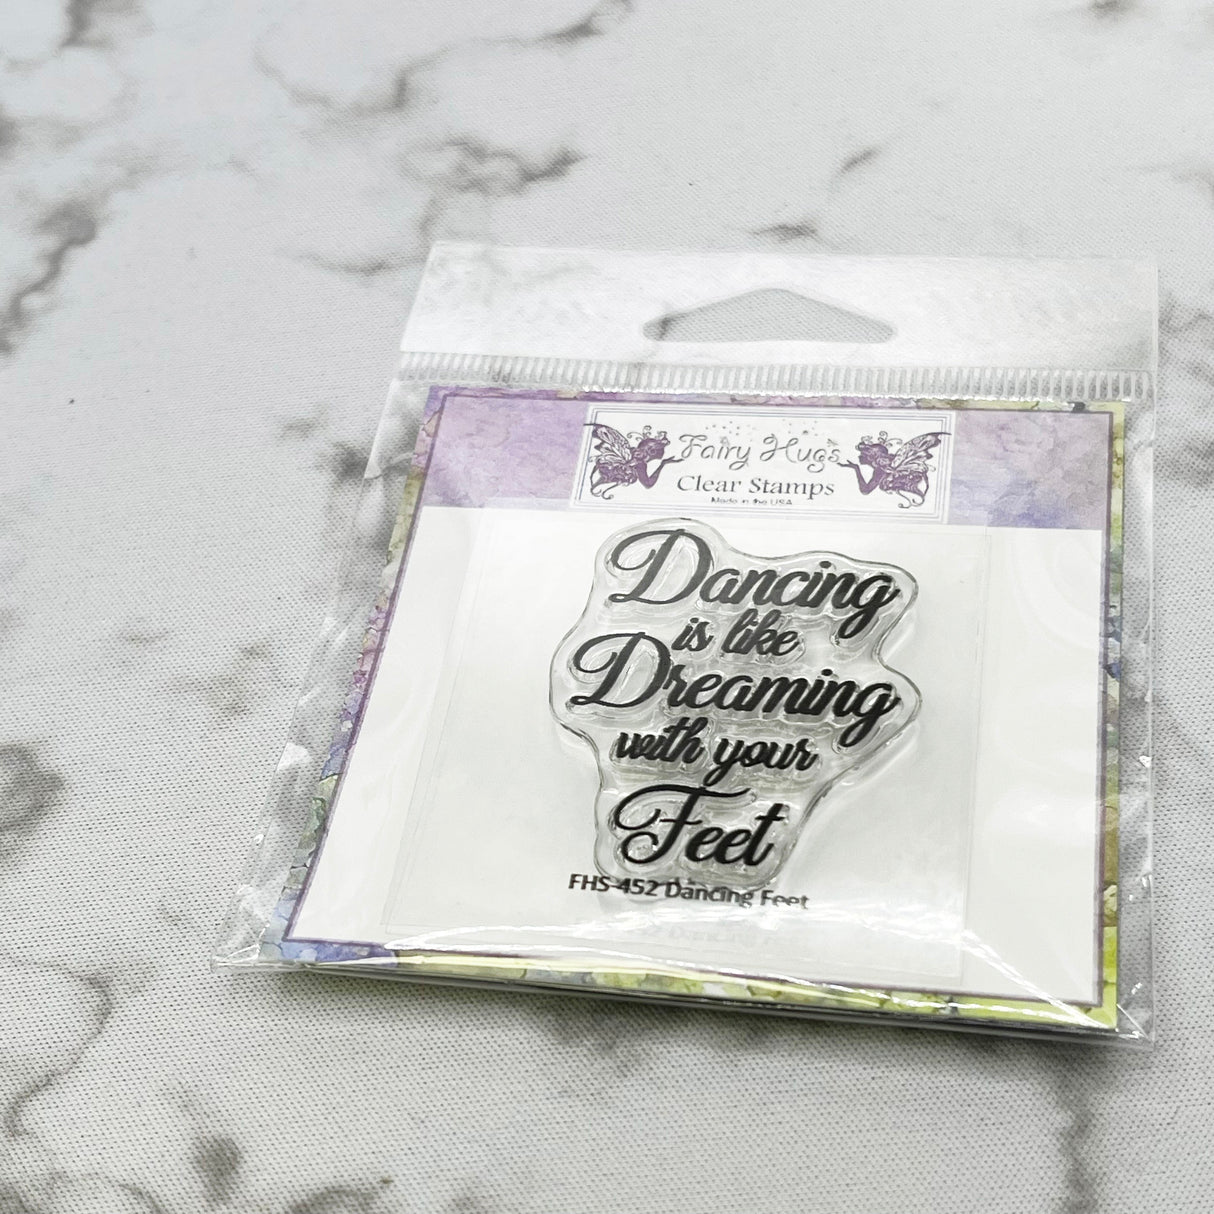 Fairy Hugs
Clear Stamps
Made in the USA
Dancing
is like
Dreaming
with your
Feet
FHS-452 Dancing Feet